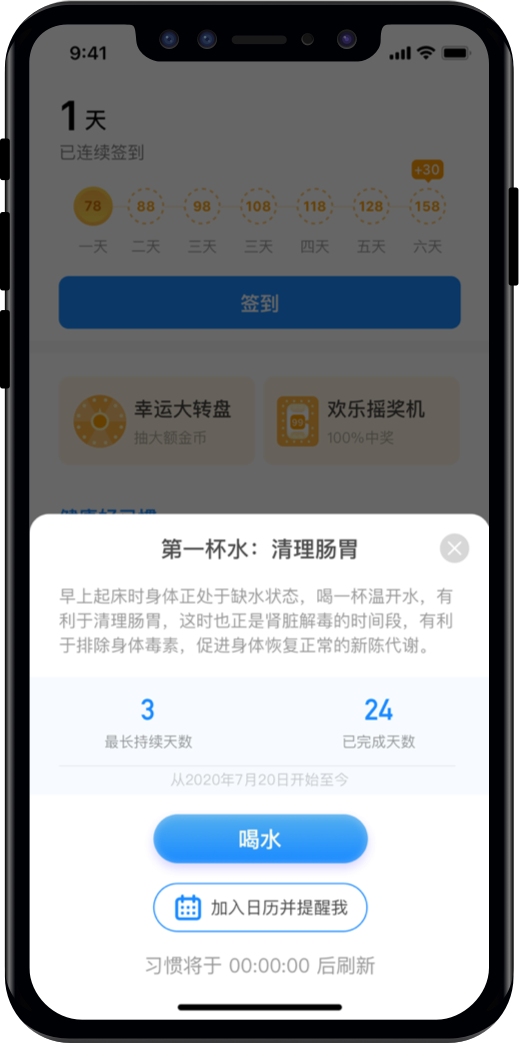 9:41
1 天
已连续签到
+30
78 88 98 108 118 128 158
一天 二天 三天 三天 四天 五天 六天
签到
幸运大转盘
抽大额金币
欢乐摇奖机
100%中奖
健康好习惯
第一杯水：清理肠胃
早上起床时身体正处于缺水状态，喝一杯温开水，有
利于清理肠胃，这时也正是肾脏解毒的时间段，有利
于排除身体毒素，促进身体恢复正常的新陈代谢。
3 24
最长持续天数 已完成天数
从2020年7月20日开始至今
喝水
加入日历并提醒我
习惯将于 00:00:00 后刷新